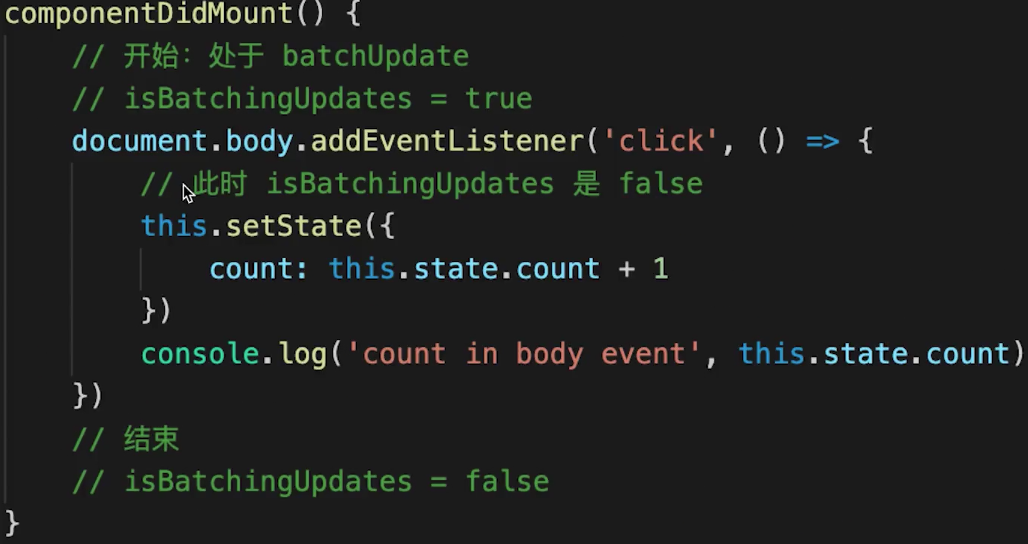 componentDidMount() {
// 开始：处于 batchUpdate
// isBatchingUpdates = true
document.body.addEventListener('click', () => {
// 此时 isBatchingUpdates 是 false
this.setState({
count: this.state.count + 1
})
console.log('count in body event', this.state.count)
})
// 结束
// isBatchingUpdates = false
}